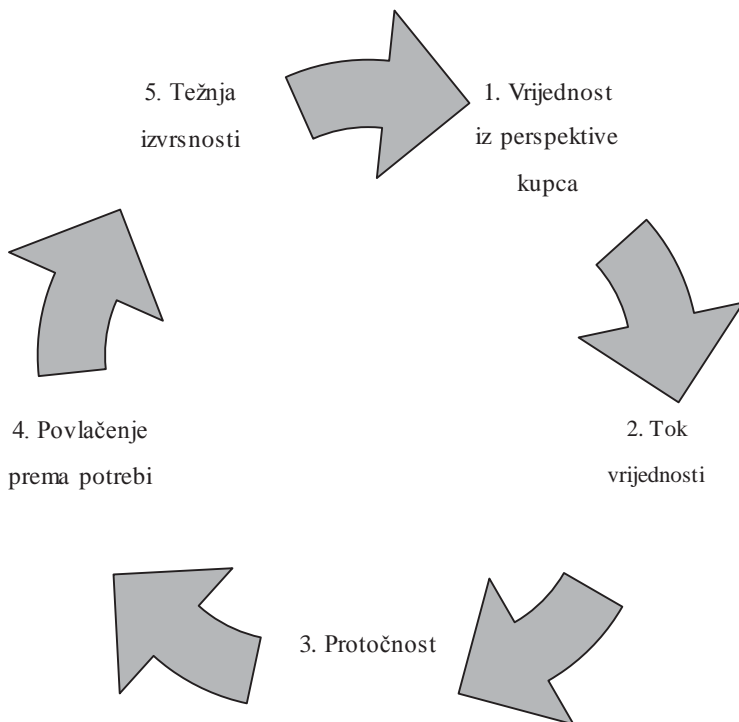 1. Vrijednost
iz perspektive
kupca
2. Tok
vrijednosti
3. Protočnost
4. Povlačenje
prema potrebi
5. Težnja
izvrsnosti